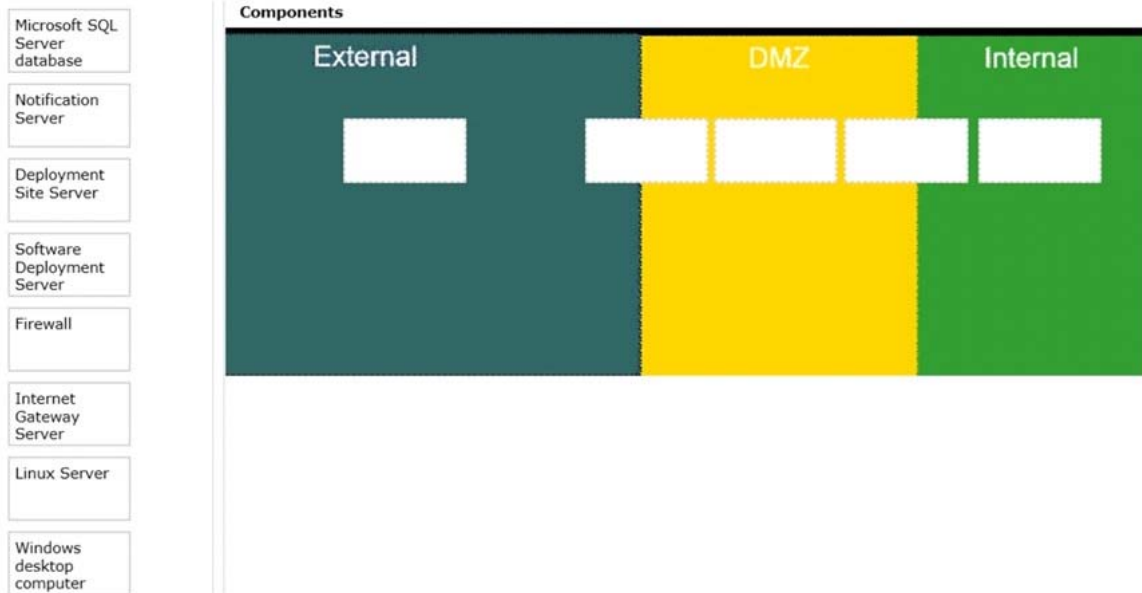 Microsoft SQL
Server
database
Notification
Server
Deployment
Site Server
Software
Deployment
Server
Firewall
Internet
Gateway
Server
Linux Server
Windows
desktop
computer
Components
External
DMZ
Internal